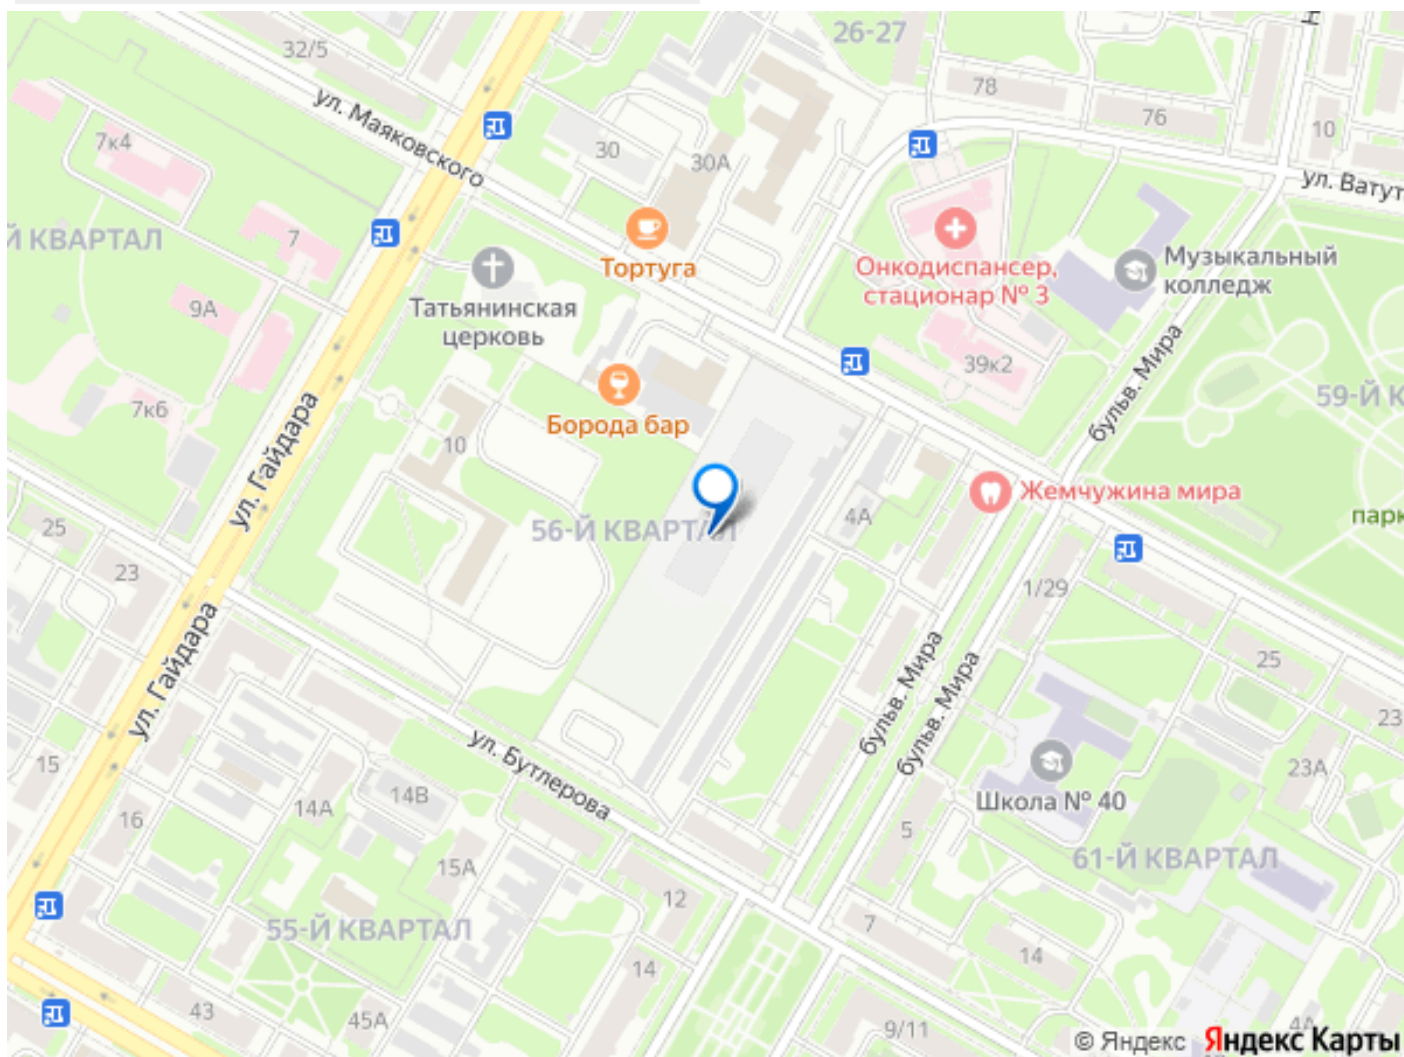 26-27
32/5
ул. Маяковского
78
76
10
7к4
30
30А
ул. Ватут
Й КВАРТАЛ
7
Тортуга
Онкодиспансер,
стационар № 3
Музыкальный
колледж
9А
Татьянинская
церковь
39к2
бульв. Мира
59-Й К
7к6
Борода бар
10
ул. Гайдара
Жемчужина мира
парк
25
56-Й КВАРТАЛ
4А
23
1/29
ул. Гайдара
бульв. Мира
бульв. Мира
25
23
15
ул. Бутлерова
23А
14А
14В
Школа № 40
16
5
61-Й КВАРТАЛ
15А
12
7
55-Й КВАРТАЛ
14
14
43
45А
9/11
4А
© Яндекс Яндекс Карты